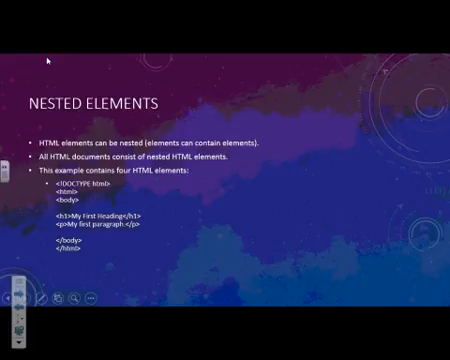 NESTED ELEMENTS
• HTML elements can be nested (elements can contain elements).
• All HTML documents consist of nested HTML elements.
• This example contains four HTML elements:
• <!DOCTYPE html>
<html>
<body>
<h1>My First Heading</h1>
<p>My first paragraph.</p>
</body>
</html>